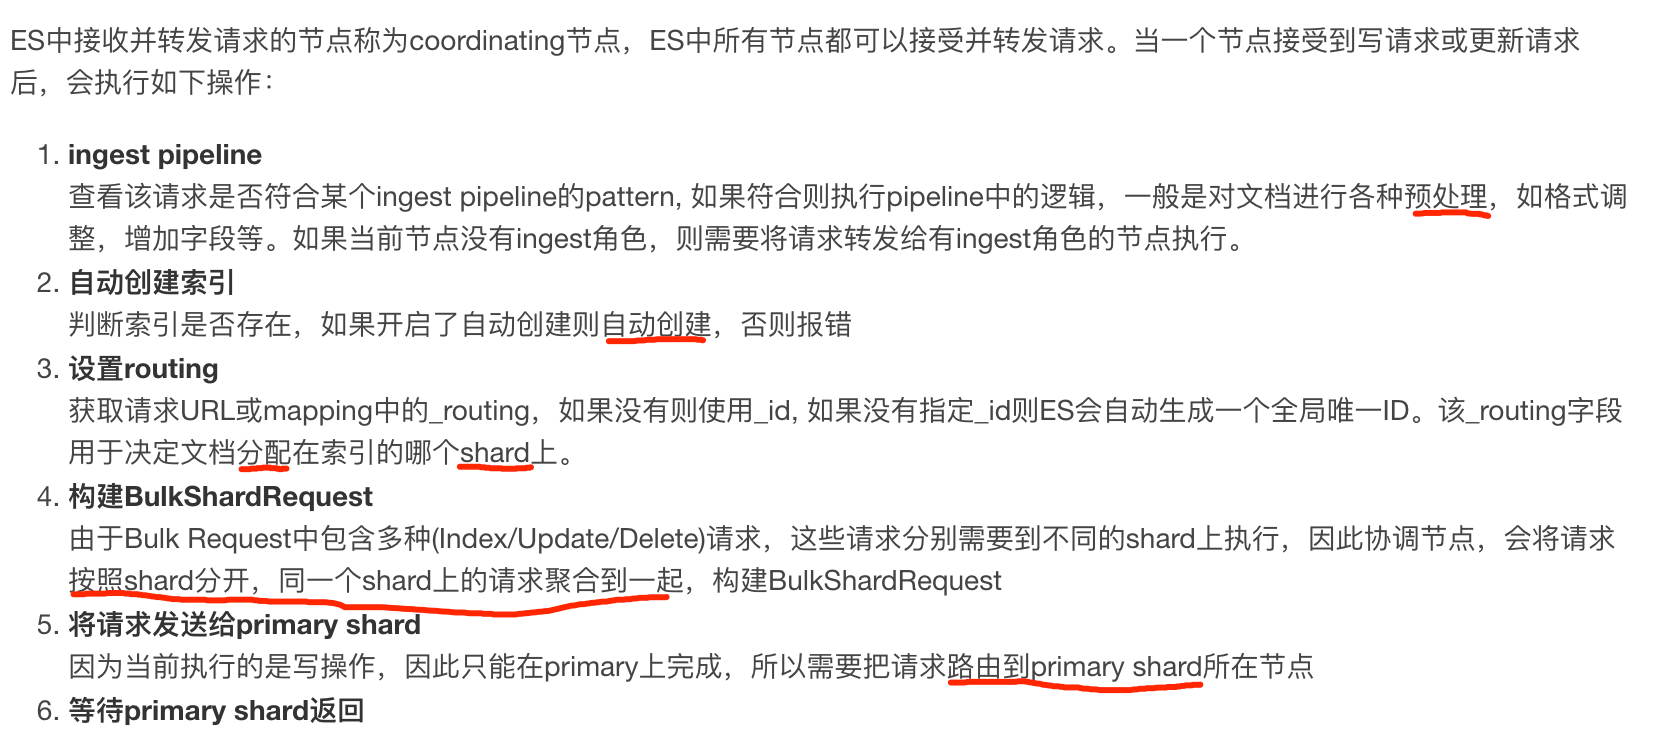 ES中接收并转发请求的节点称为coordinating节点，ES中所有节点都可以接受并转发请求。当一个节点接受到写请求或更新请求
后，会执行如下操作：
1. ingest pipeline
查看该请求是否符合某个ingest pipeline的pattern, 如果符合则执行pipeline中的逻辑，一般是对文档进行各种预处理，如格式调
整，增加字段等。如果当前节点没有ingest角色，则需要将请求转发给有ingest角色的节点执行。
2. 自动创建索引
判断索引是否存在，如果开启了自动创建则自动创建，否则报错
3. 设置routing
获取请求URL或mapping中的_routing，如果没有则使用_id, 如果没有指定_id则ES会自动生成一个全局唯一ID。该_routing字段
用于决定文档分配在索引的哪个shard上。
4. 构建BulkShardRequest
由于Bulk Request中包含多种(Index/Update/Delete)请求，这些请求分别需要到不同的shard上执行，因此协调节点，会将请求
按照shard分开，同一个shard上的请求聚合到一起，构建BulkShardRequest
5. 将请求发送给primary shard
因为当前执行的是写操作，因此只能在primary上完成，所以需要把请求路由到primary shard所在节点
6. 等待primary shard返回